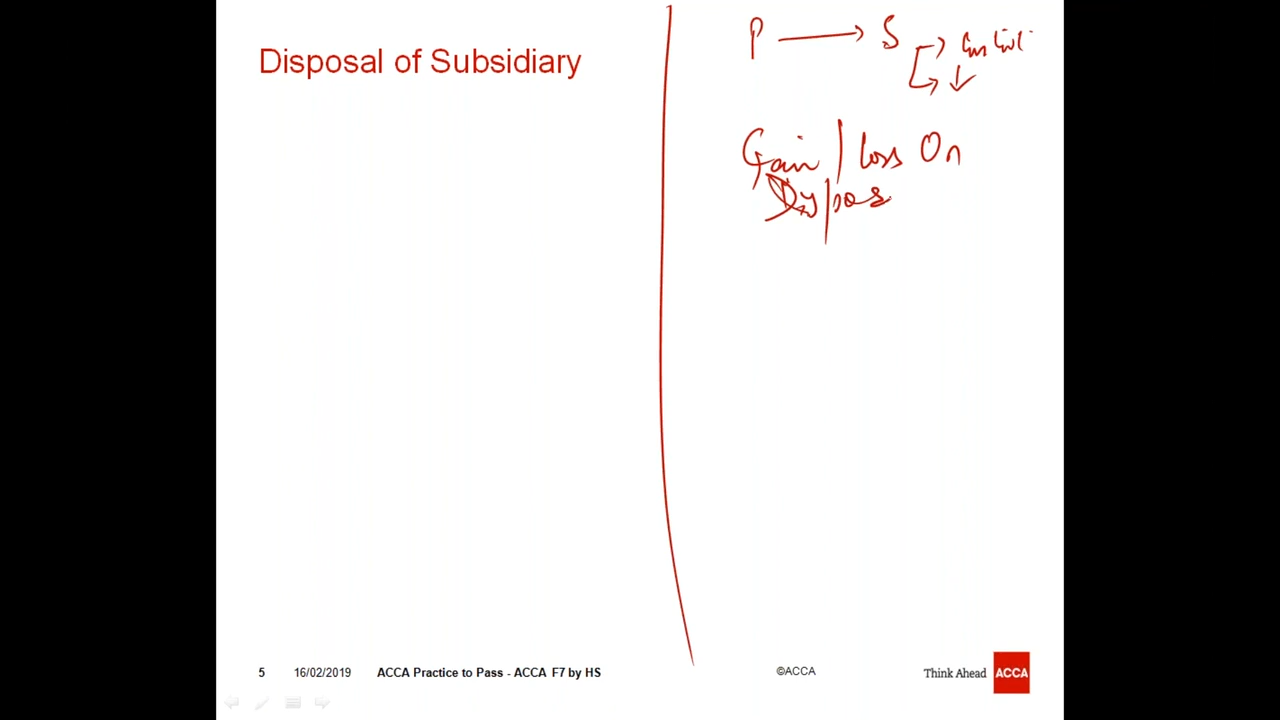 Disposal of Subsidiary
P → S
Gain / Loss On
Dispos
5 16/02/2019 ACCA Practice to Pass - ACCA F7 by HS ©ACCA Think Ahead ACCA